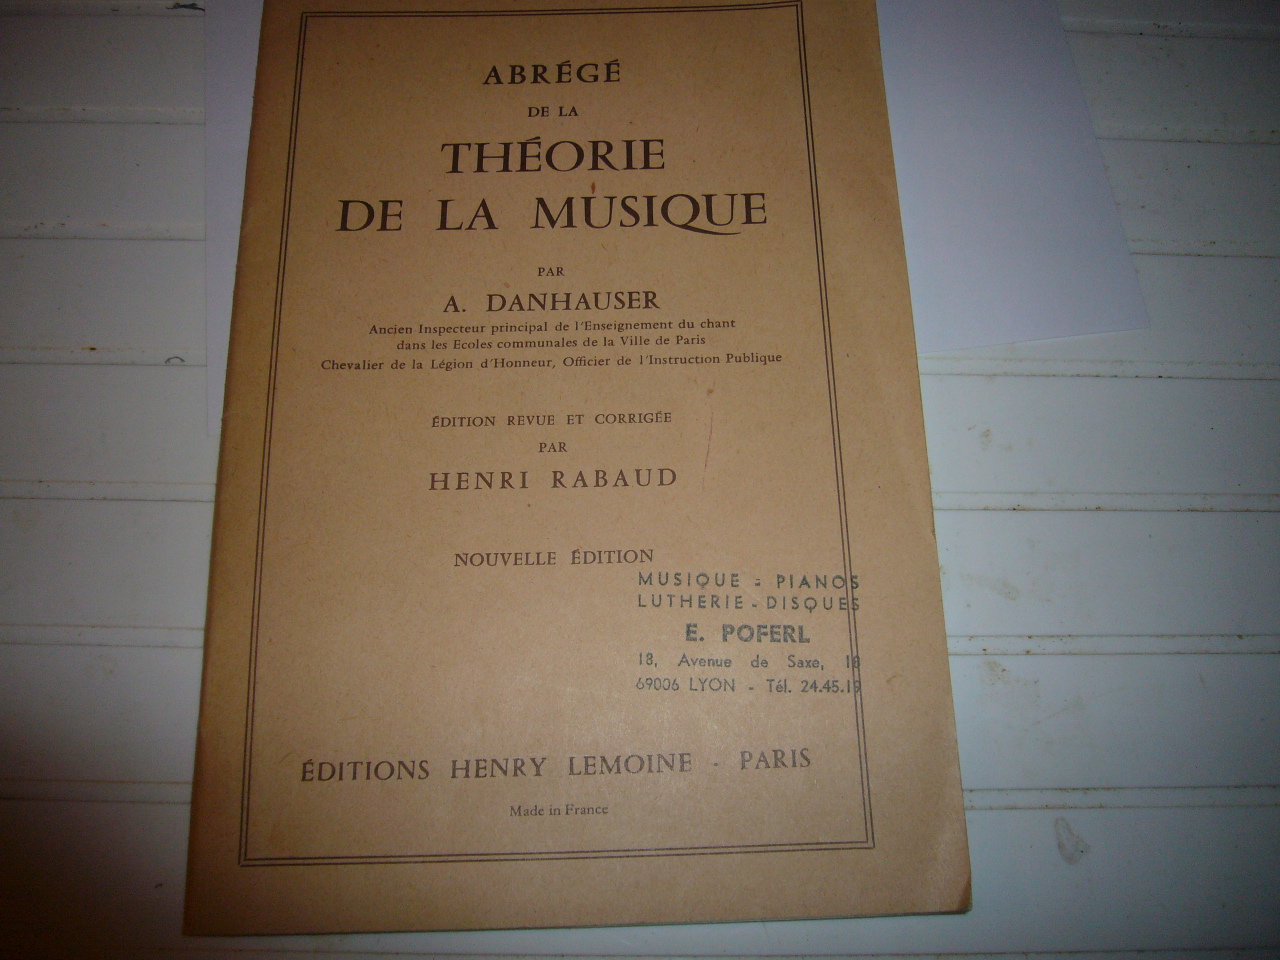 ABRÉGÉ
DE LA
THÉORIE
DE LA MUSIQUE
PAR
A. DANHAUSER
Ancien Inspecteur principal de l'Enseignement du chant
dans les Ecoles communales de la Ville de Paris
Chevalier de la Légion d'Honneur, Officier de l'Instruction Publique
ÉDITION REVUE ET CORRIGÉE
PAR
HENRI RABAUD
NOUVELLE ÉDITION
MUSIQUE - PIANOS
LUTHERIE - DISQUES
E. POFERL
18, Avenue de Saxe, 18
69006 LYON - Tél. 24.45.19
ÉDITIONS HENRY LEMOINE - PARIS
Made in France